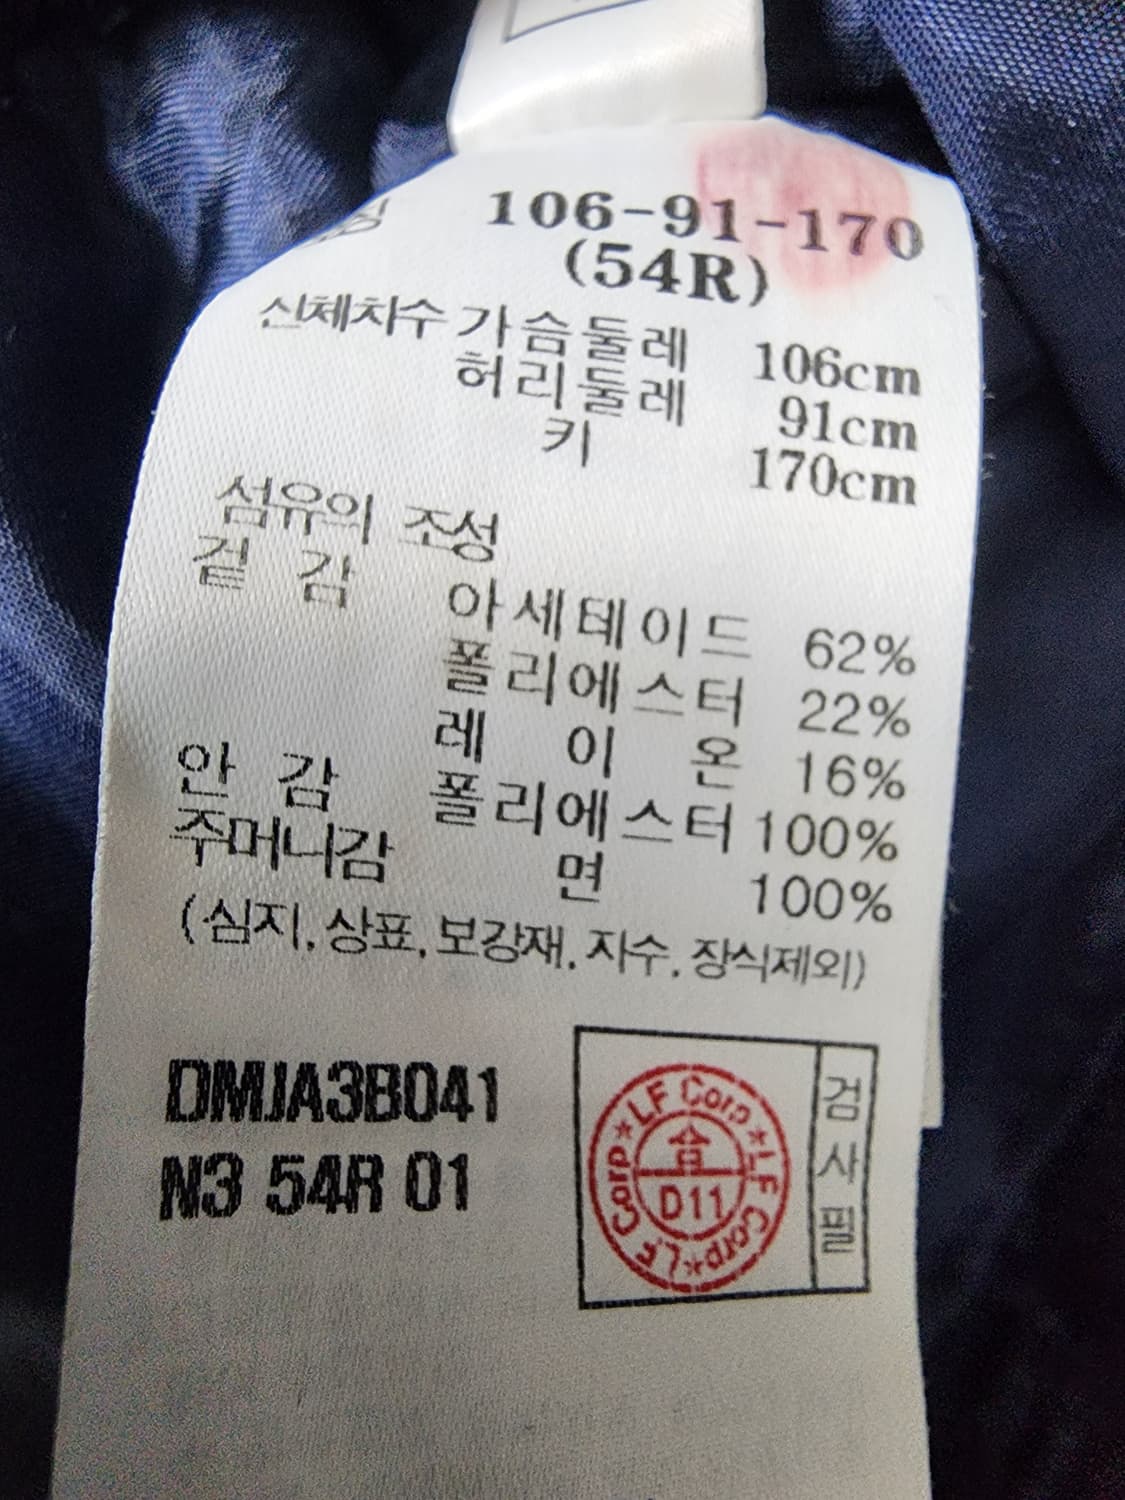 106-91-170
(54R)
신체치수 가슴둘레 106cm
허리둘레 91cm
키 170cm
섬유의 조성
겉 감
아세테이드 62%
폴리에스터 22%
레 이 온 16%
안 감 폴리에스터 100%
주머니감 면 100%
(심지, 상표, 보강재, 자수, 장식제외)
DMJA3B041
N3 54R 01
LF Corp*LF Corp*LF Corp*
合
D11
검사필